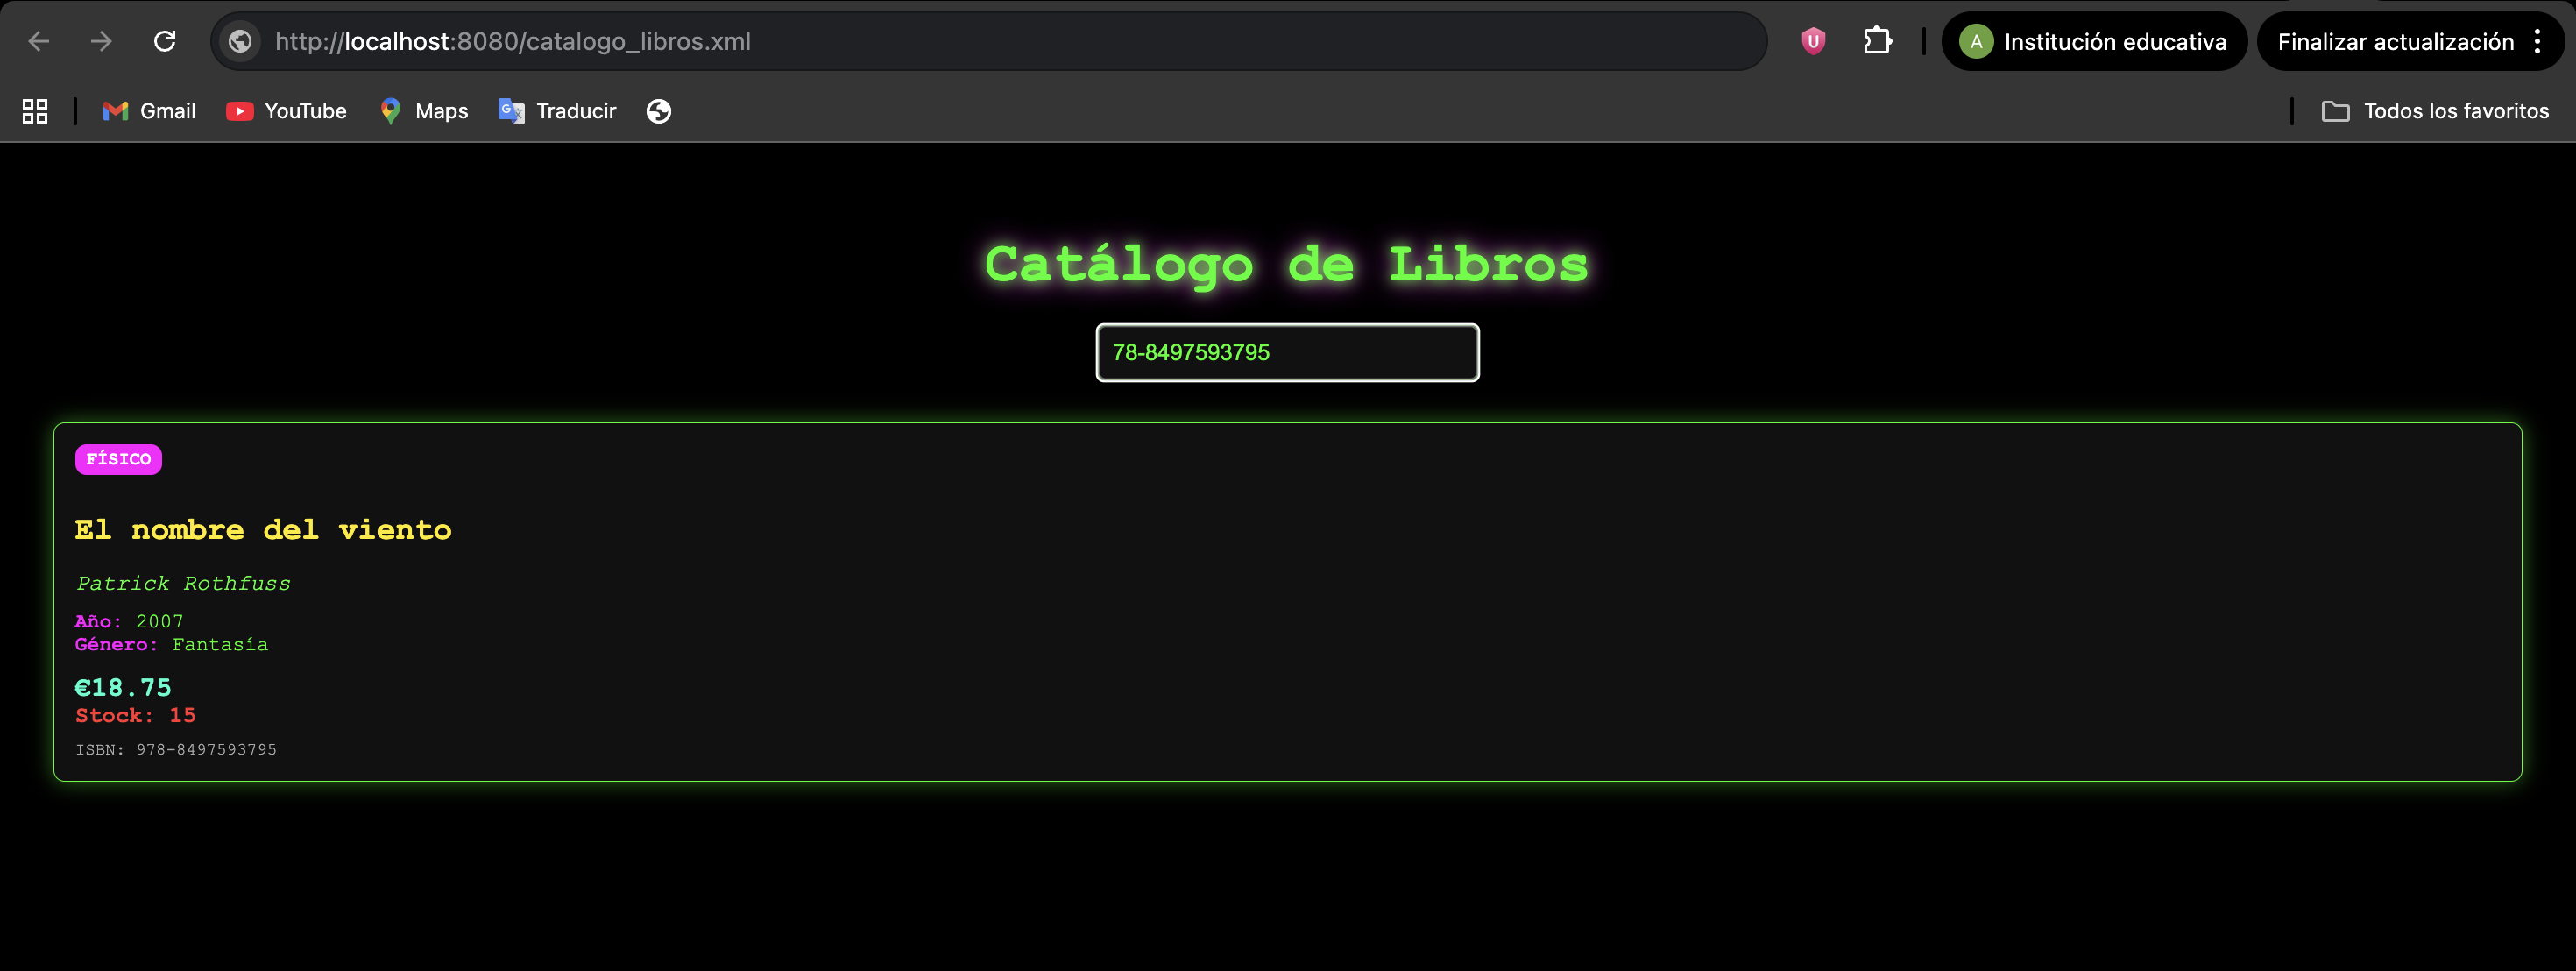 http://localhost:8080/catalogo_libros.xml
U
A Institución educativa
Finalizar actualización
Gmail
YouTube
Maps
Traducir
Todos los favoritos
Catálogo de Libros
78-8497593795
FÍSICO
El nombre del viento
Patrick Rothfuss
Año: 2007
Género: Fantasía
€18.75
Stock: 15
ISBN: 978-8497593795